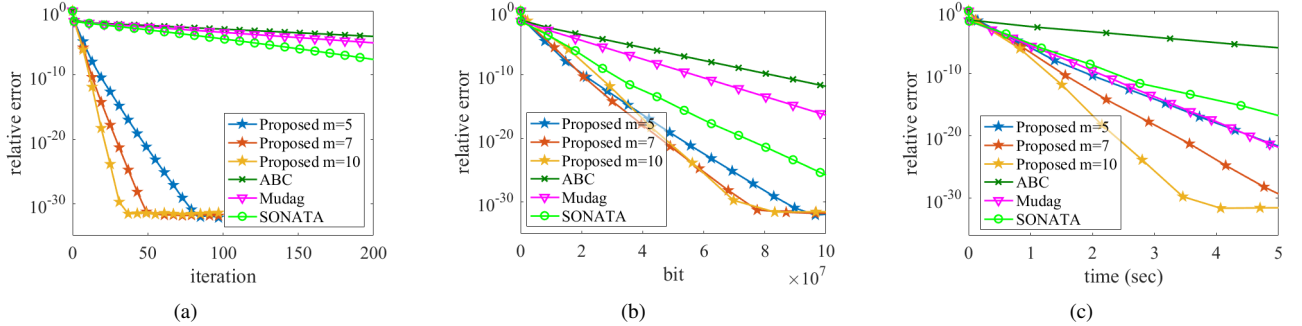 relative error
10^0
10^-10
10^-20
10^-30
Proposed m=5
Proposed m=7
Proposed m=10
ABC
Mudag
SONATA
0 50 100 150 200
iteration
(a)
relative error
10^0
10^-10
10^-20
10^-30
Proposed m=5
Proposed m=7
Proposed m=10
ABC
Mudag
SONATA
0 2 4 6 8 10
×10^7
bit
(b)
relative error
10^0
10^-10
10^-20
10^-30
Proposed m=5
Proposed m=7
Proposed m=10
ABC
Mudag
SONATA
0 1 2 3 4 5
time (sec)
(c)